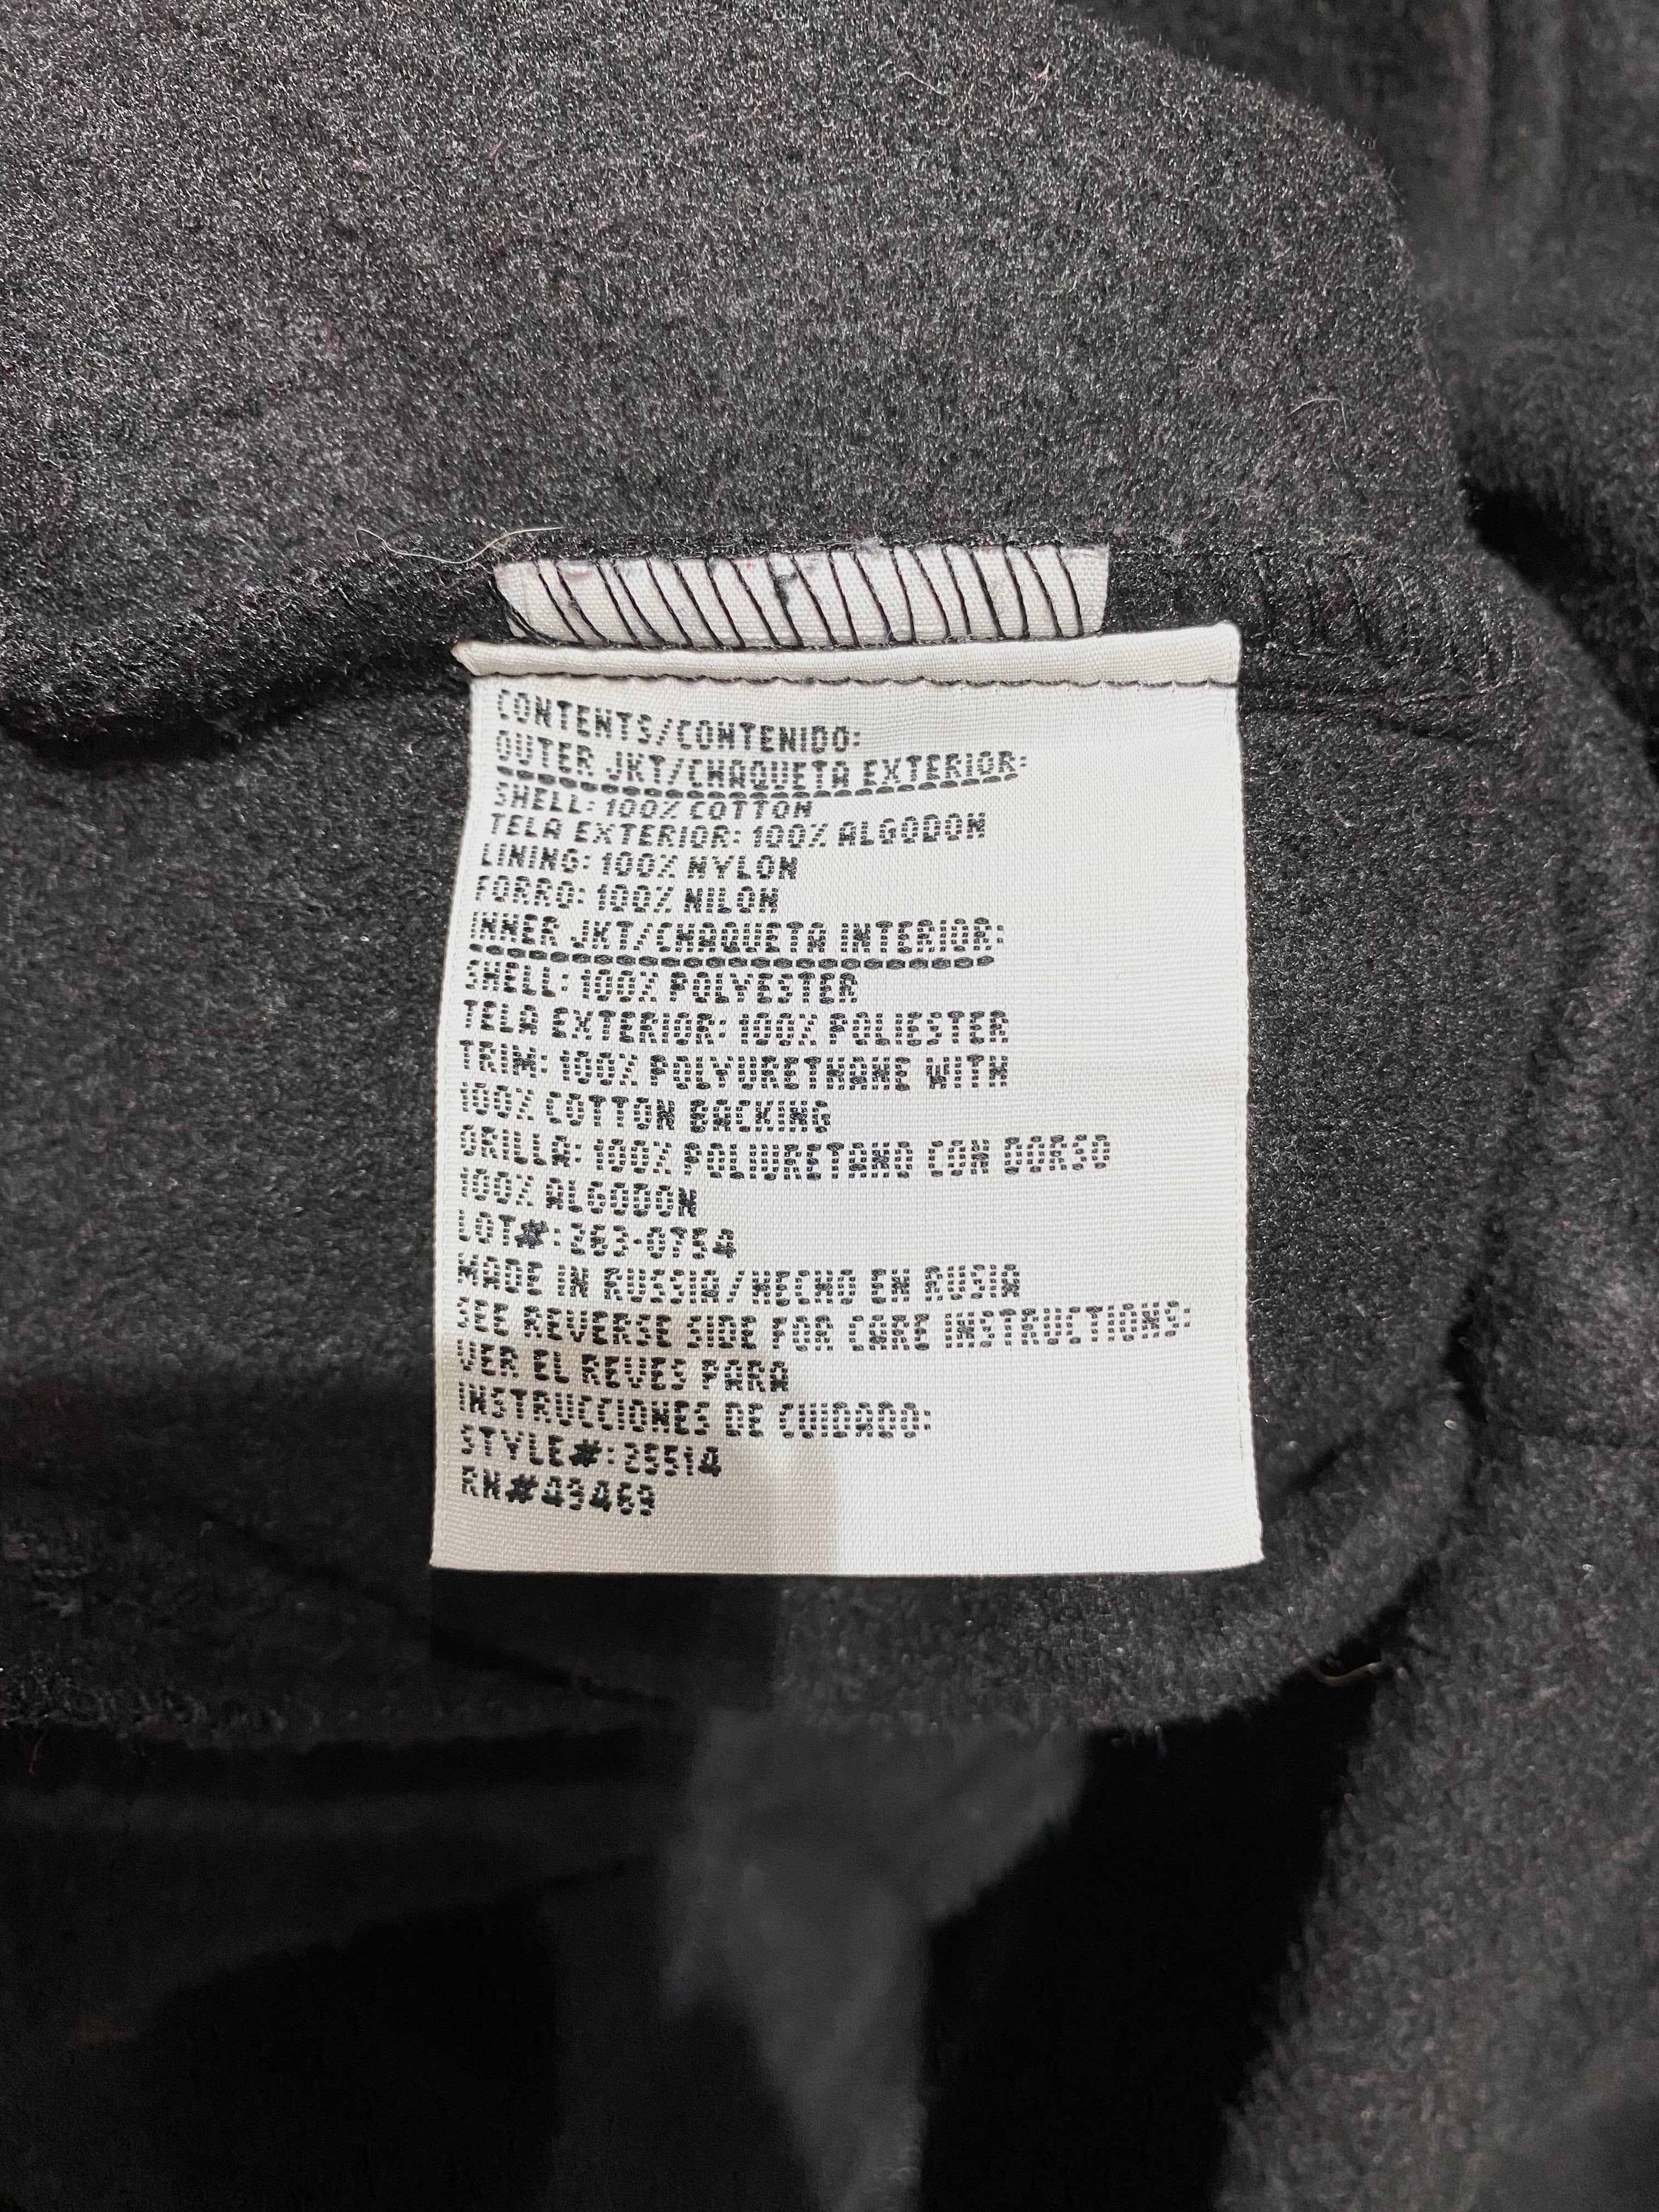 CONTENTS/CONTENIDO:
OUTER JKT/CHAQUETA EXTERIOR:
SHELL: 100% COTTON
TELA EXTERIOR: 100% ALGODON
LINING: 100% NYLON
FORRO: 100% NILON
INNER JKT/CHAQUETA INTERIOR:
SHELL: 100% POLYESTER
TELA EXTERIOR: 100% POLIESTER
TRIM: 100% POLYURETHANE WITH
100% COTTON BACKING
ORILLA: 100% POLIURETANO CON DORSO
100% ALGODON
LOT#: 263-0754
MADE IN RUSSIA/HECHO EN RUSIA
SEE REVERSE SIDE FOR CARE INSTRUCTIONS:
VER EL REVES PARA
INSTRUCCIONES DE CUIDADO:
STYLE#: 25514
RN#49469